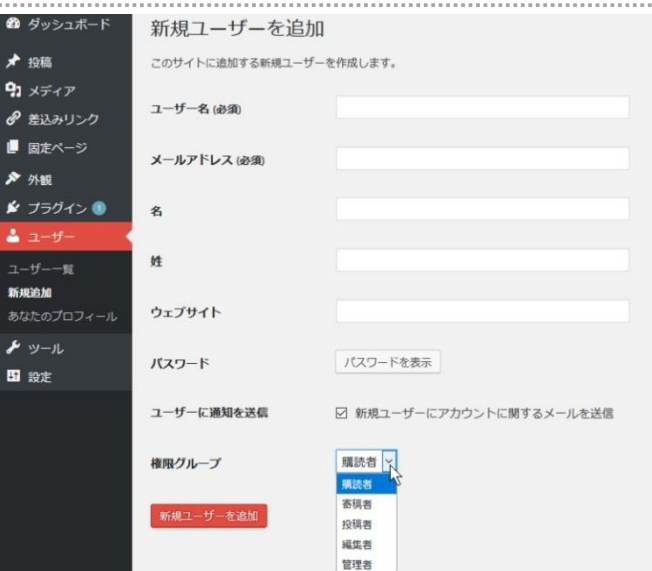 ダッシュボード
投稿
メディア
差込みリンク
固定ページ
外観
プラグイン 1
ユーザー
ユーザー一覧
新規追加
あなたのプロフィール
ツール
設定
新規ユーザーを追加
このサイトに追加する新規ユーザーを作成します。
ユーザー名 (必須)
メールアドレス (必須)
名
姓
ウェブサイト
パスワード
パスワードを表示
ユーザーに通知を送信
新規ユーザーにアカウントに関するメールを送信
権限グループ
購読者
購読者
寄稿者
投稿者
編集者
管理者
新規ユーザーを追加